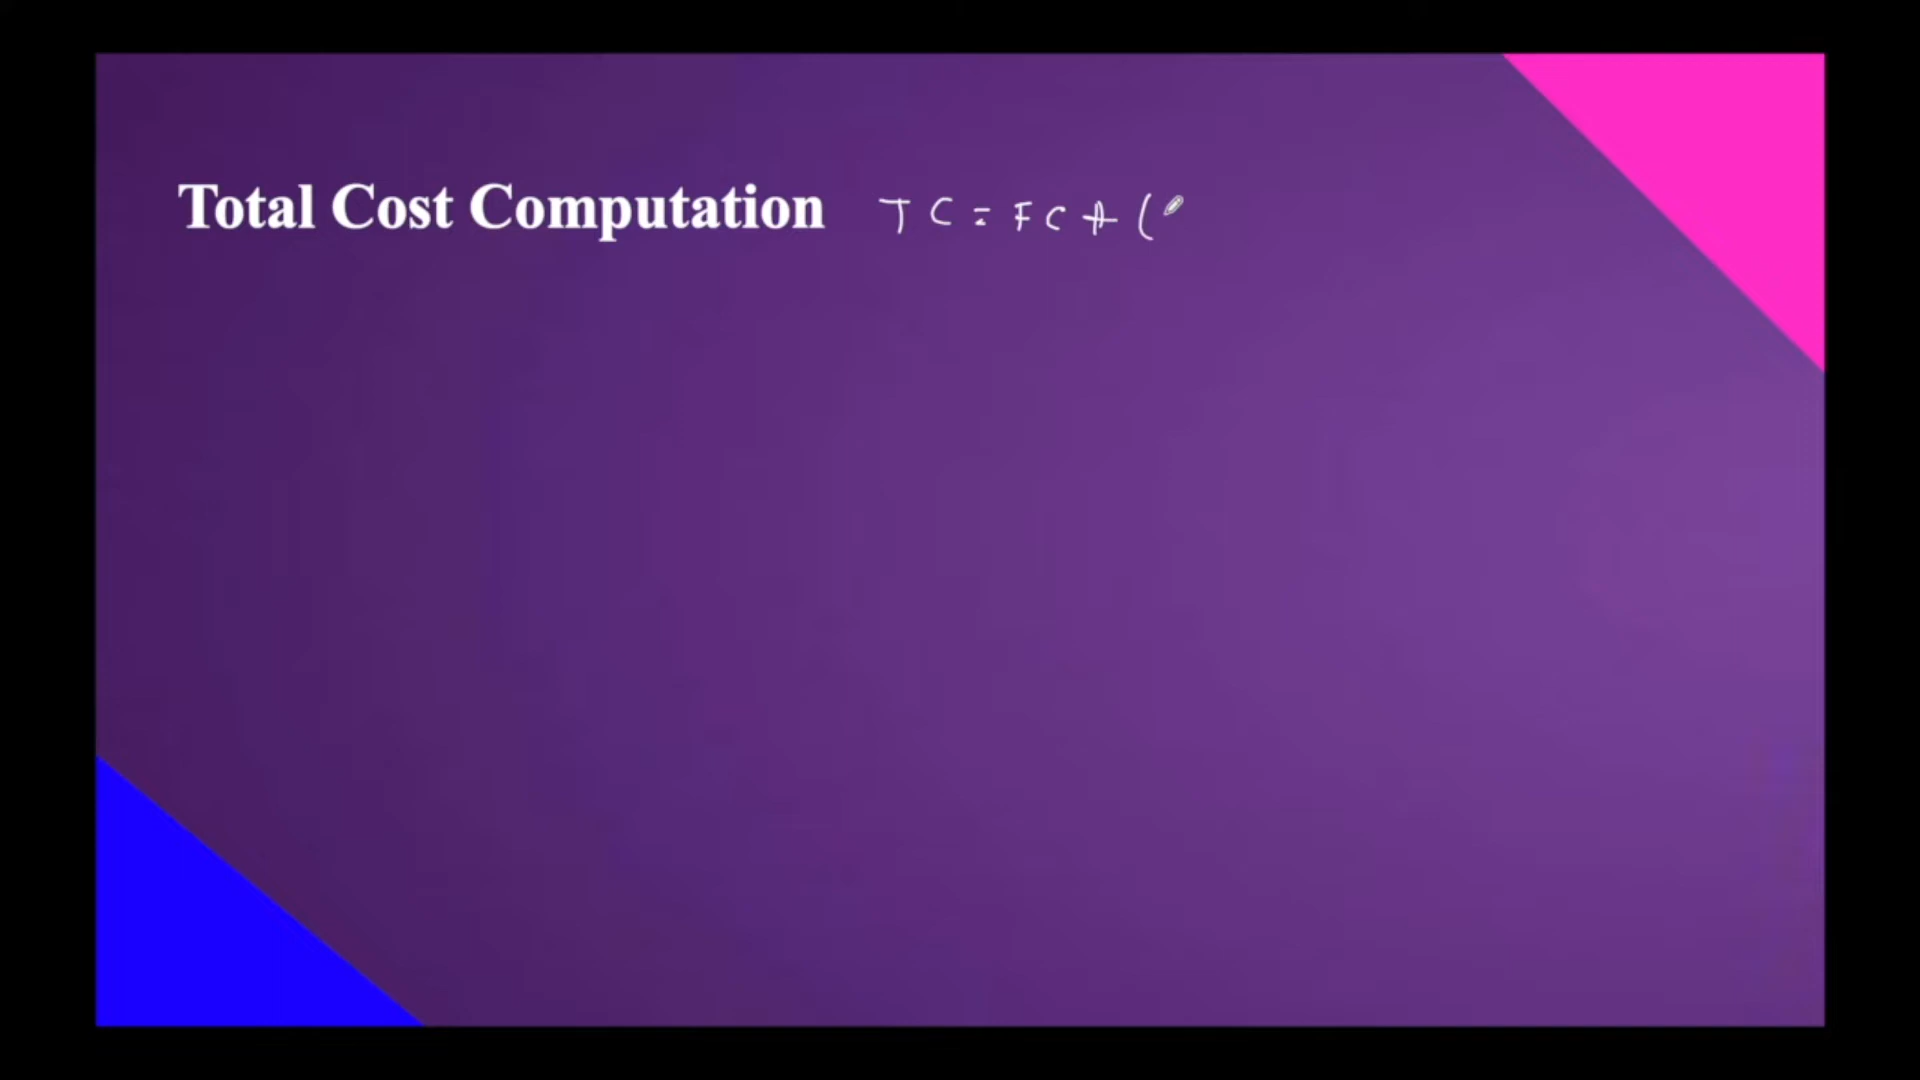 Total Cost Computation TC = FC + (